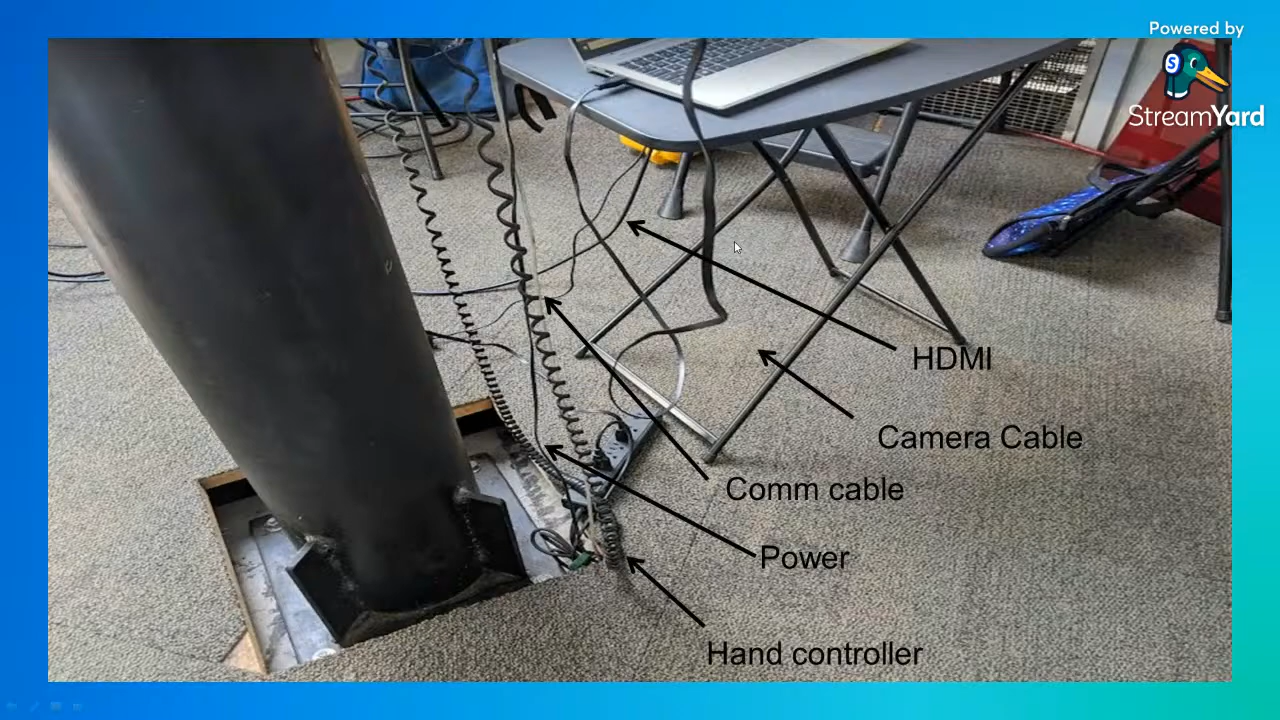 Powered by
StreamYard
HDMI
Camera Cable
Comm cable
Power
Hand controller